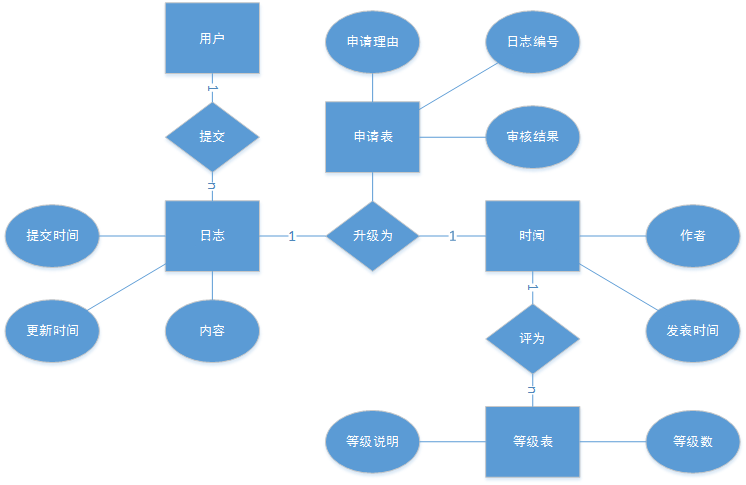 用户
申请理由
日志编号
1
提交
申请表
审核结果
n
提交时间
日志
1
升级为
1
时闻
作者
更新时间
内容
1
评为
发表时间
n
等级说明
等级表
等级数